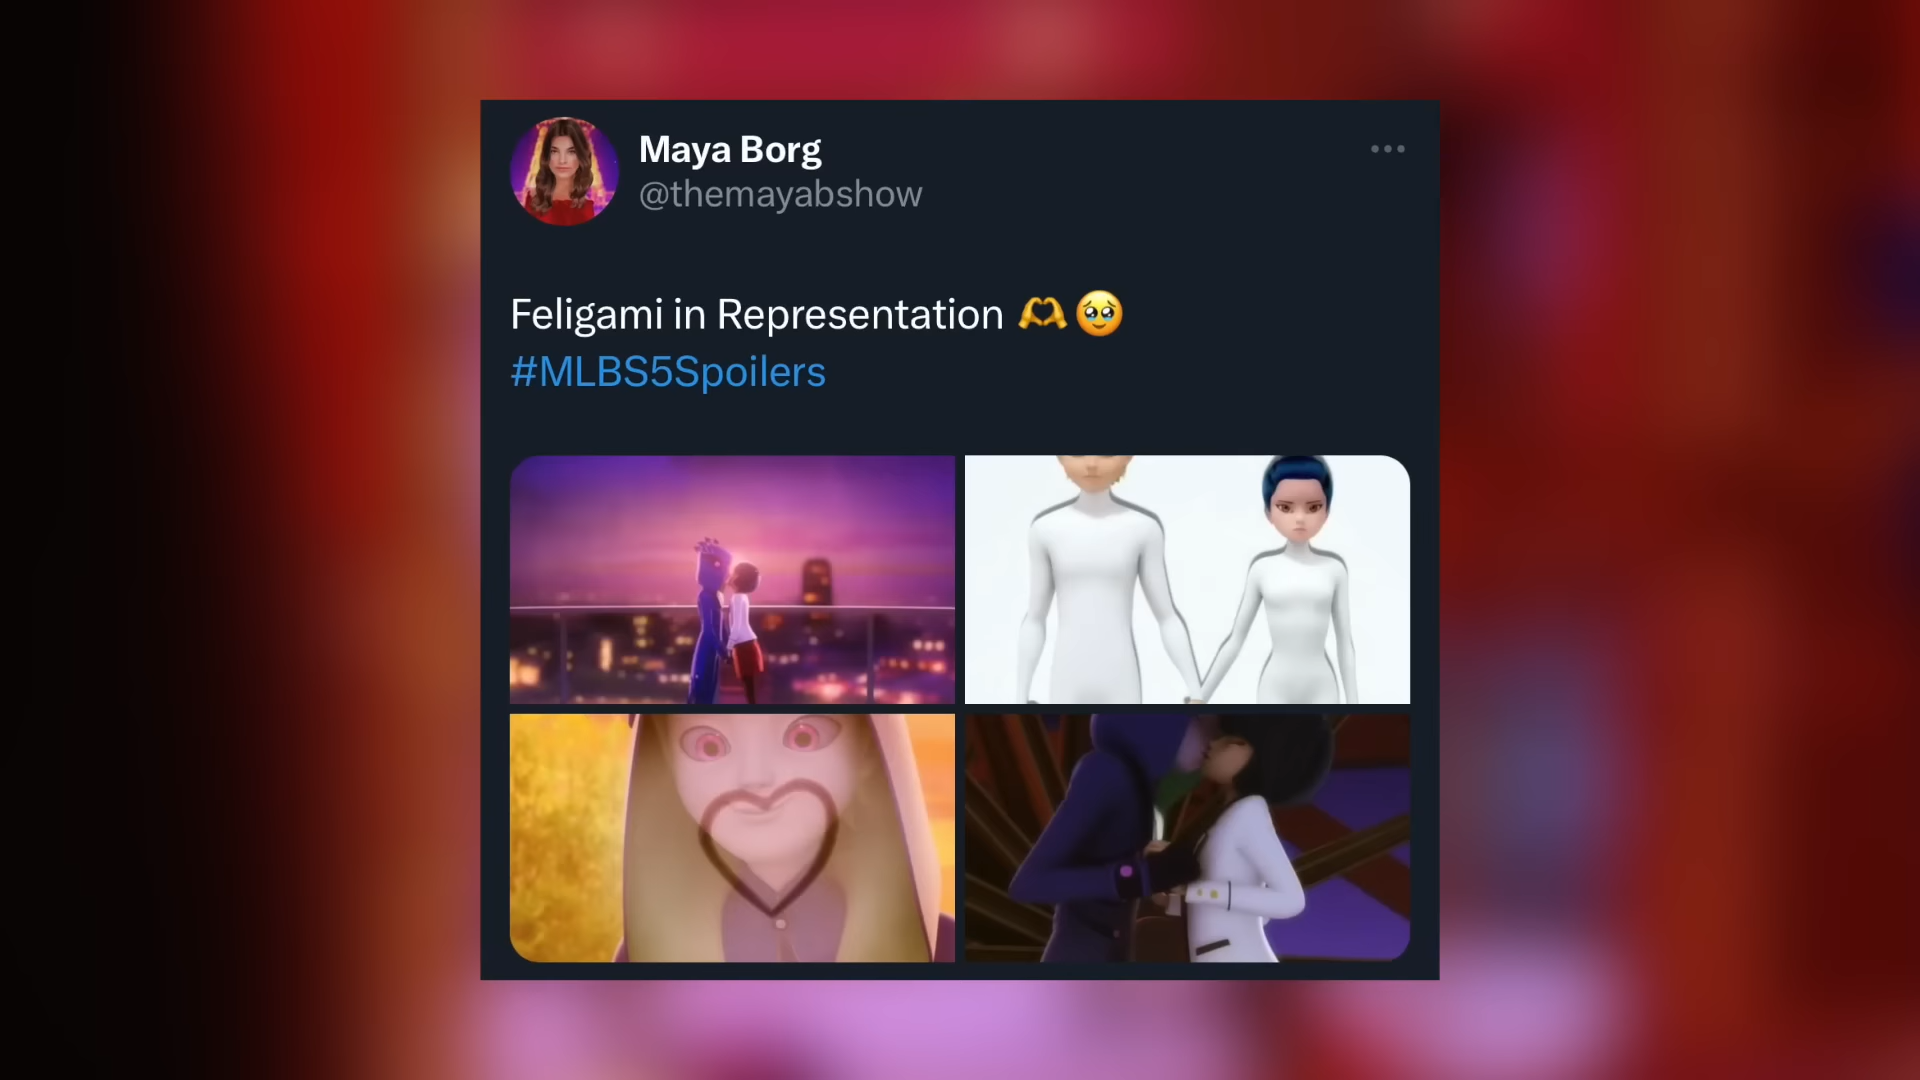 Maya Borg
@themayabshow
Feligami in Representation 🫶🥹
#MLBS5Spoilers